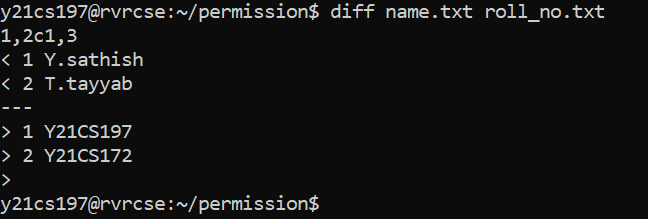 y21cs197@rvrcse:~/permission$ diff name.txt roll_no.txt
1,2c1,3
< 1 Y.sathish
< 2 T.tayyab
---
> 1 Y21CS197
> 2 Y21CS172
>
y21cs197@rvrcse:~/permission$